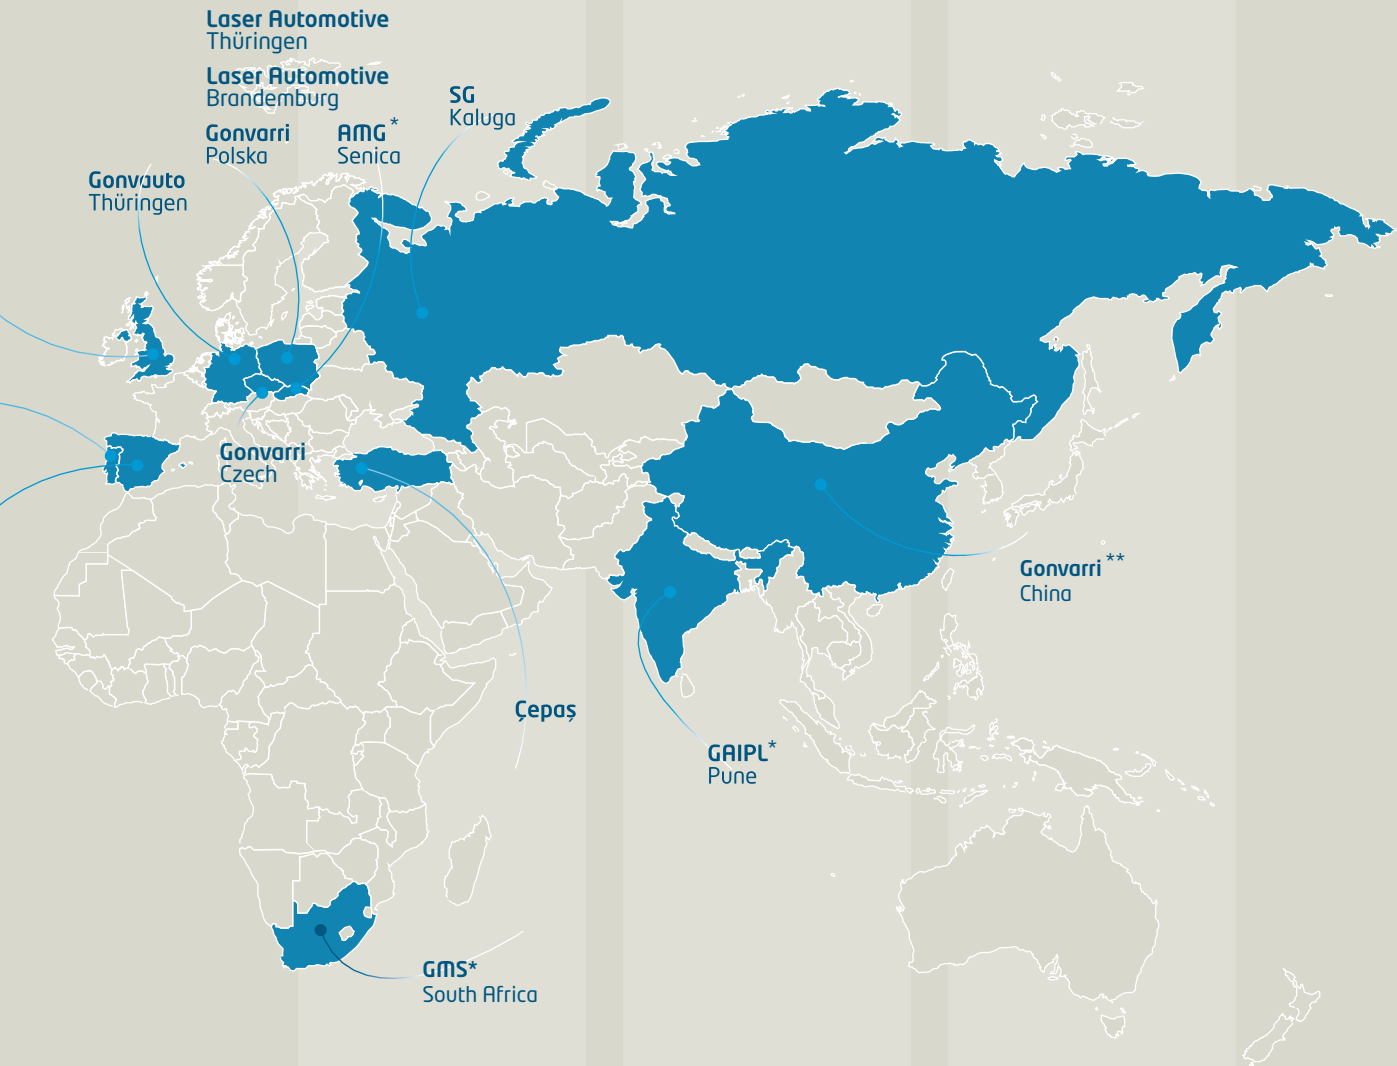 Laser Automotive
Thüringen
Laser Automotive
Brandemburg
Gonvarri
Polska
AMG*
Senica
SG
Kaluga
Gonvauto
Thüringen
Gonvarri
Czech
Gonvarri**
China
Çepaş
GAIPL*
Pune
GMS*
South Africa